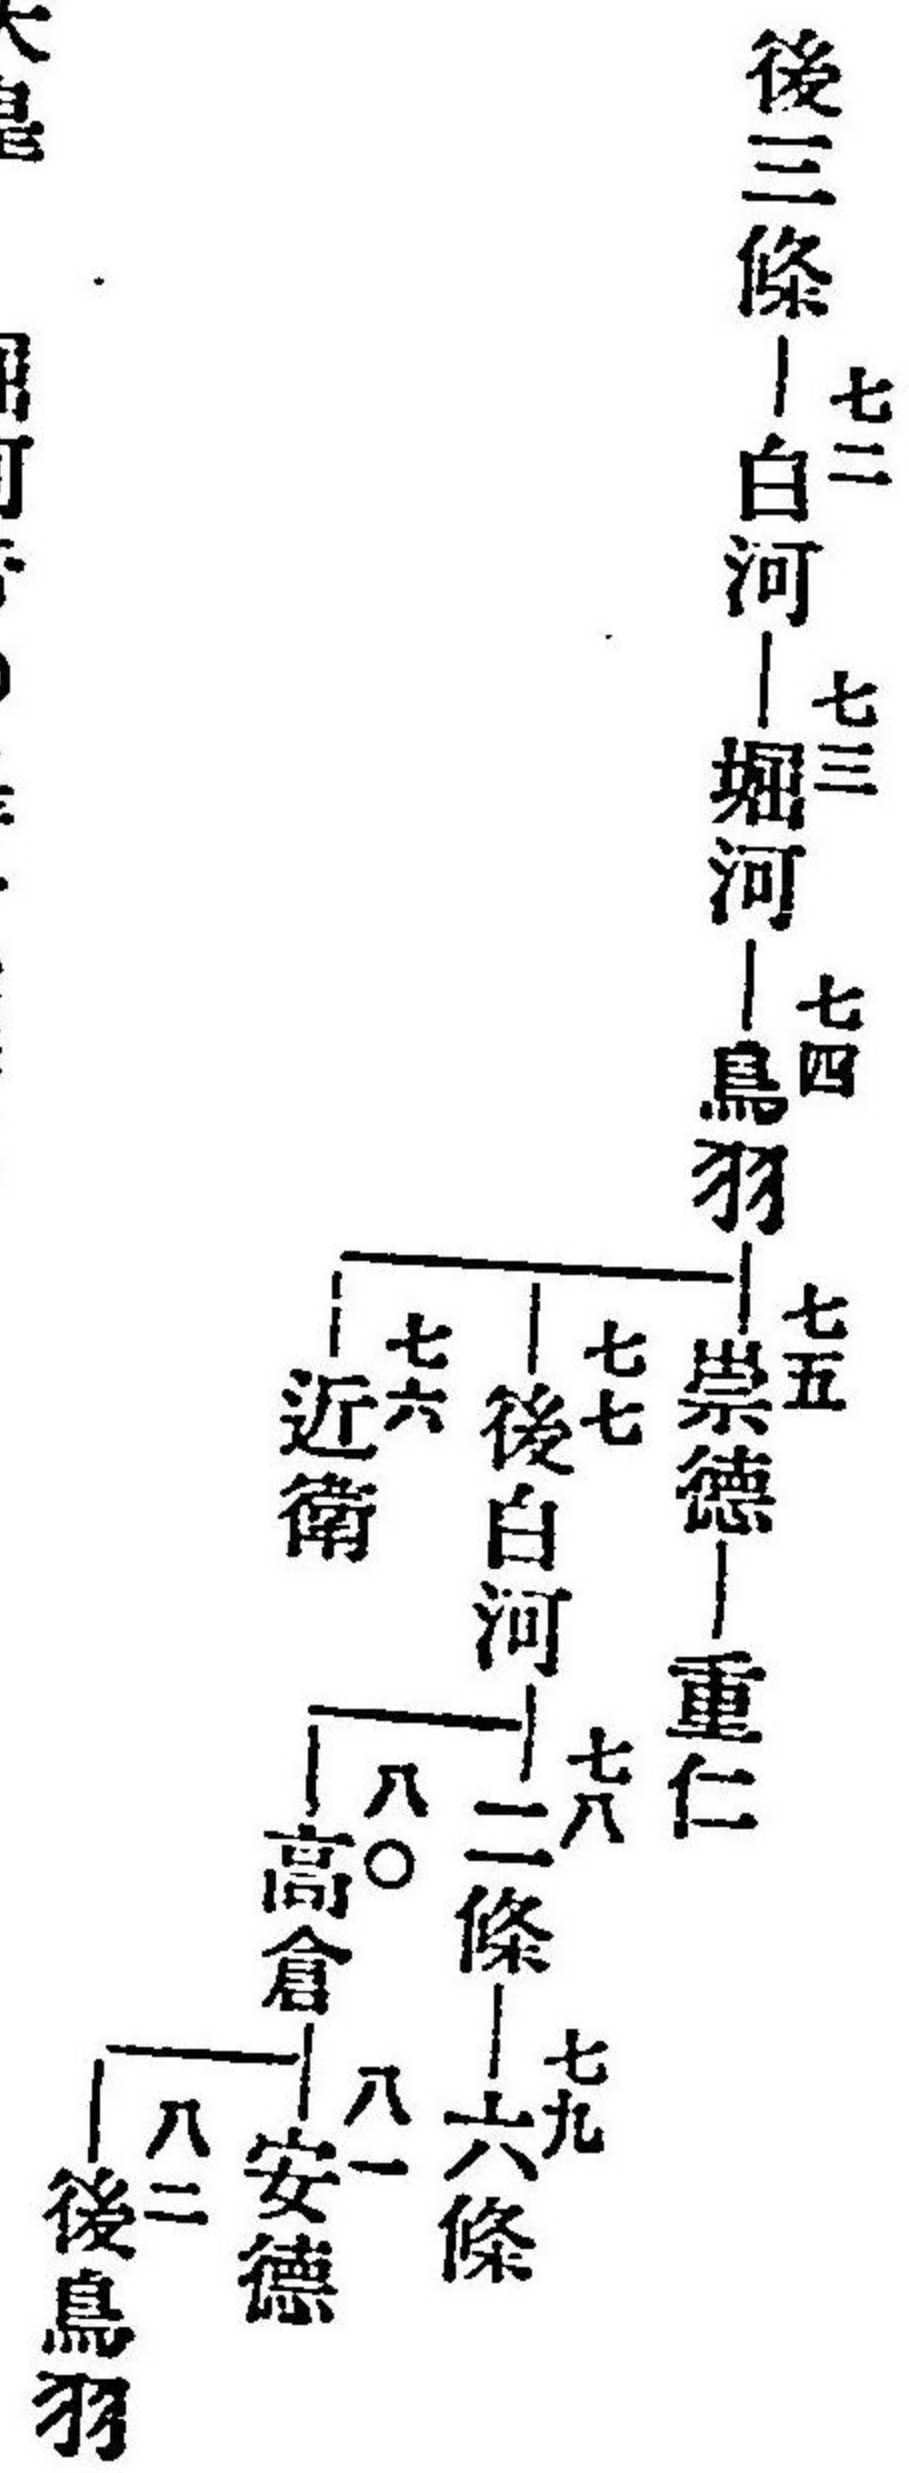 後三條
七二
白河
七三
堀河
七四
鳥羽
七五
崇德
重仁
七七
後白河
七八
二條
七九
六條
七六
近衞
八〇
高倉
八一
安德
八二
後鳥羽